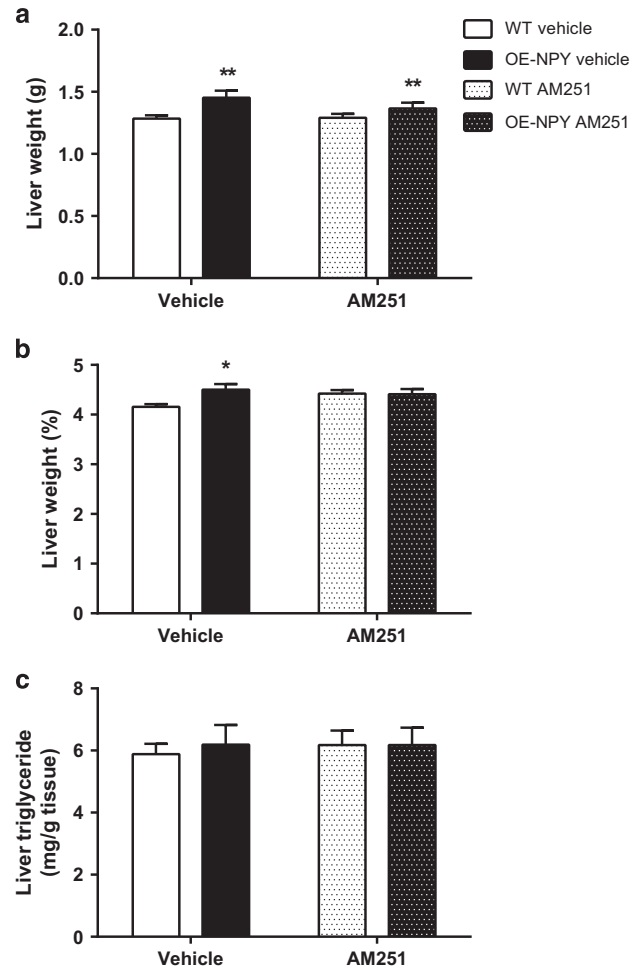 a
Liver weight (g)
2.0
1.5
1.0
0.5
0.0
**
**
Vehicle
AM251
WT vehicle
OE-NPY vehicle
WT AM251
OE-NPY AM251
b
Liver weight (%)
5
4
3
2
1
0
*
Vehicle
AM251
c
Liver triglyceride
(mg/g tissue)
8
6
4
2
0
Vehicle
AM251